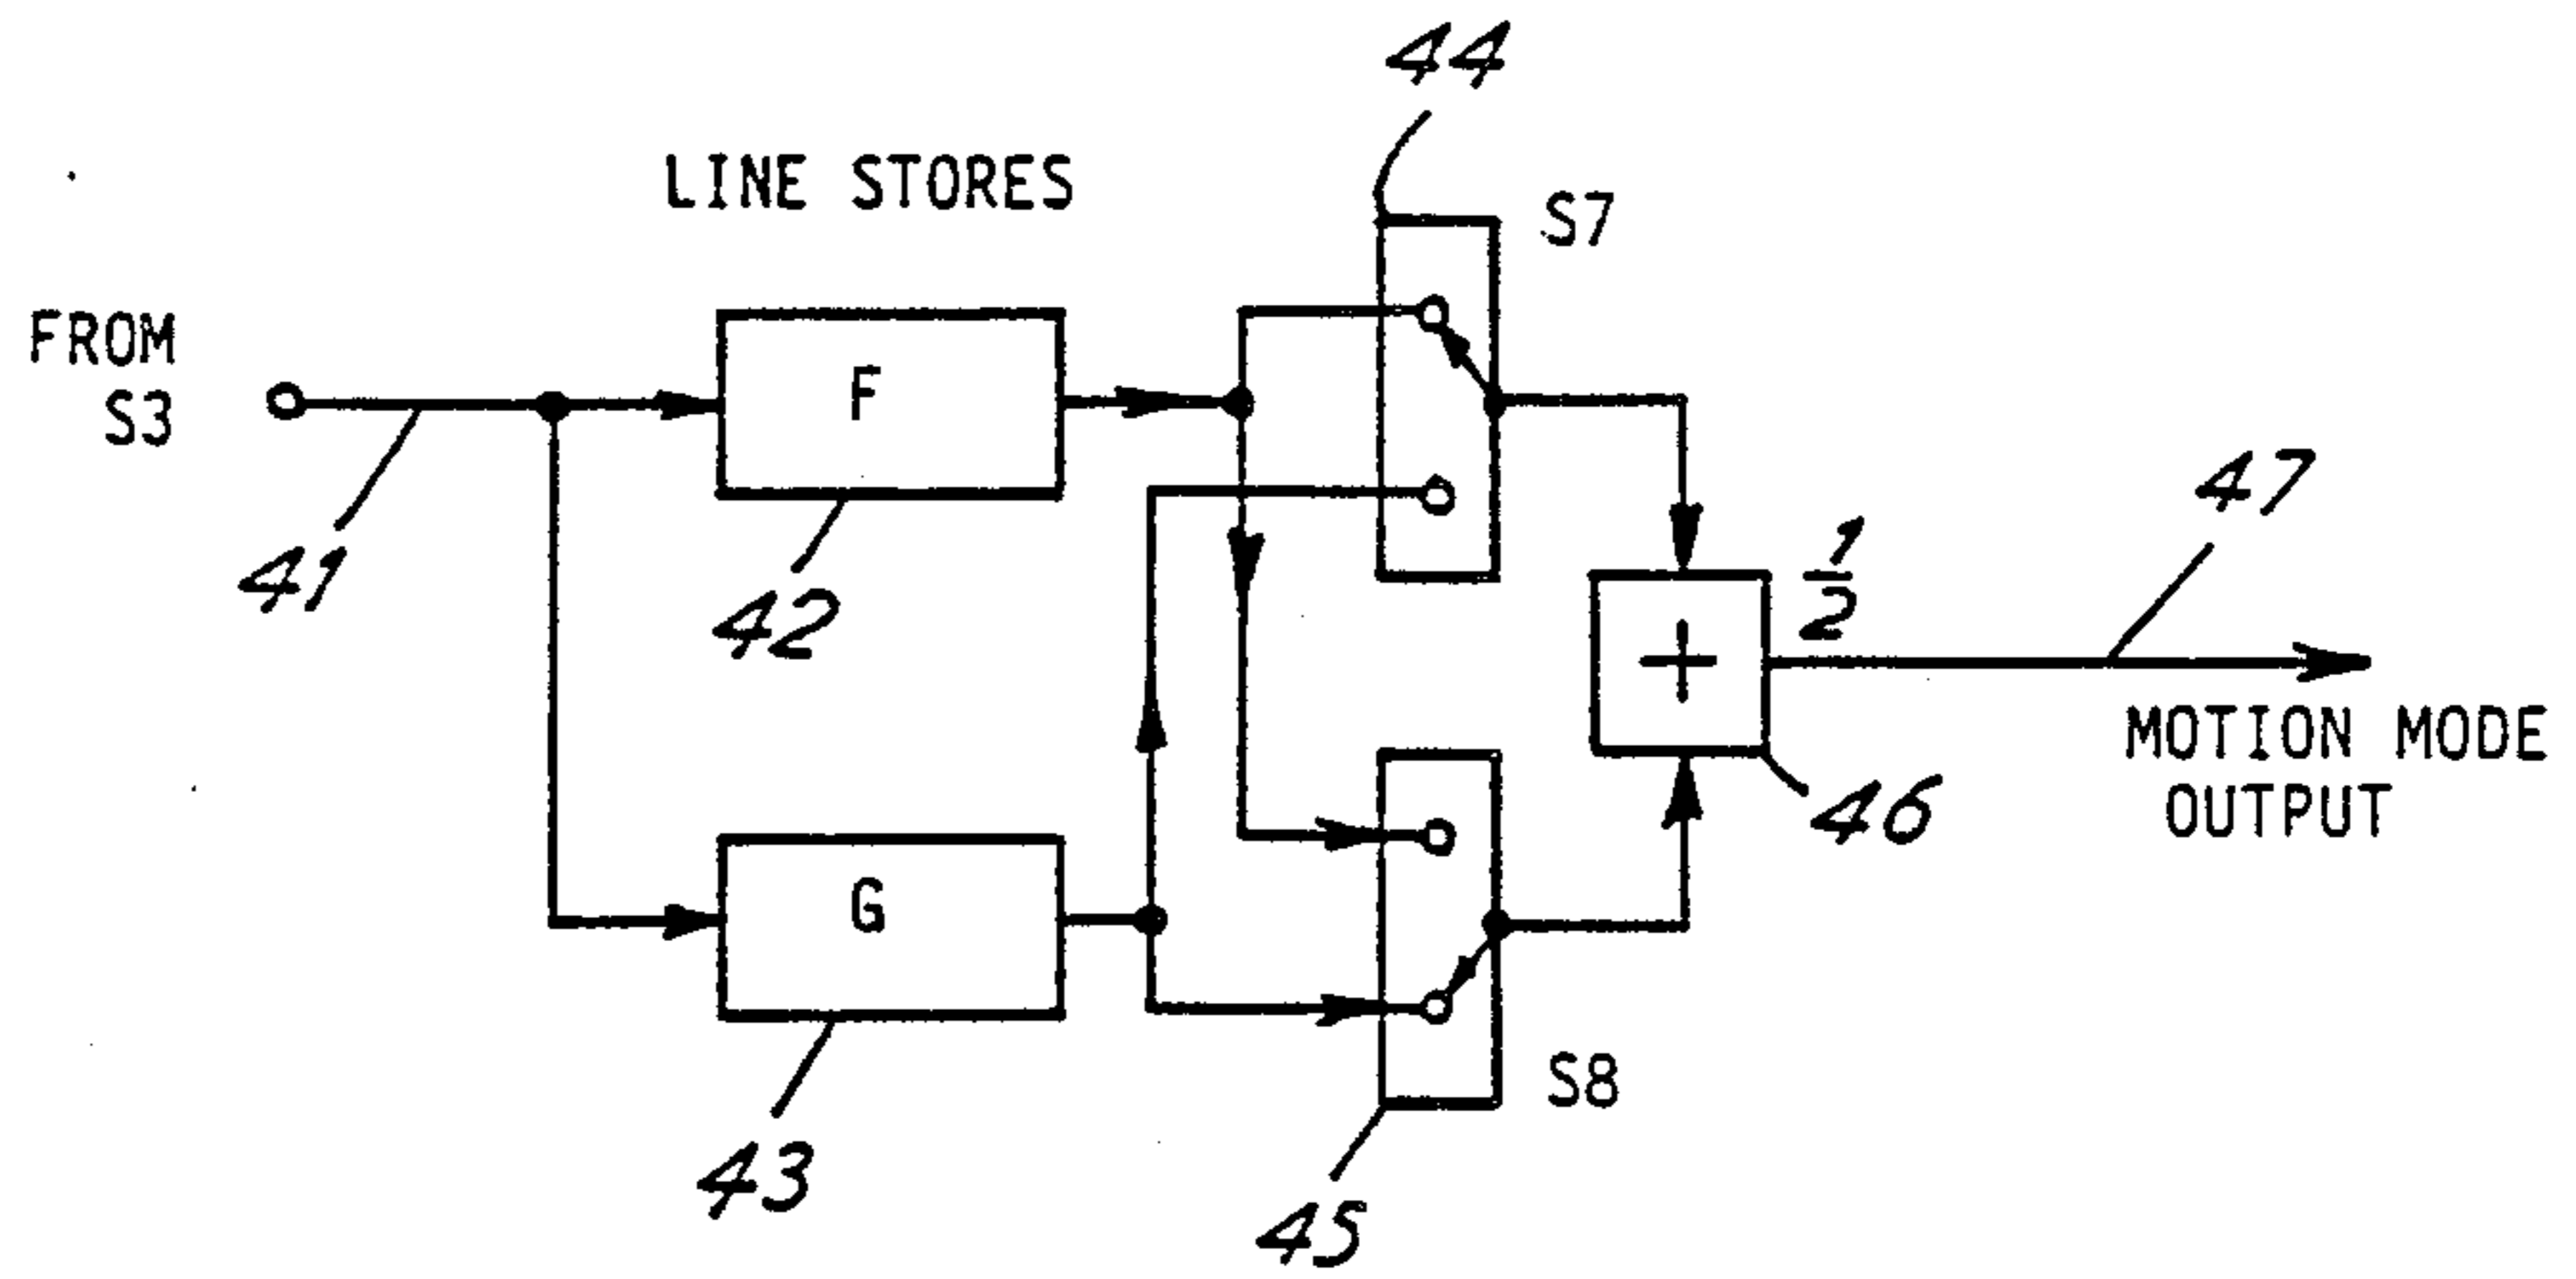 44
LINE STORES
S7
FROM
S3
F
47
41
42
1/2
+
MOTION MODE
OUTPUT
46
G
S8
43
45